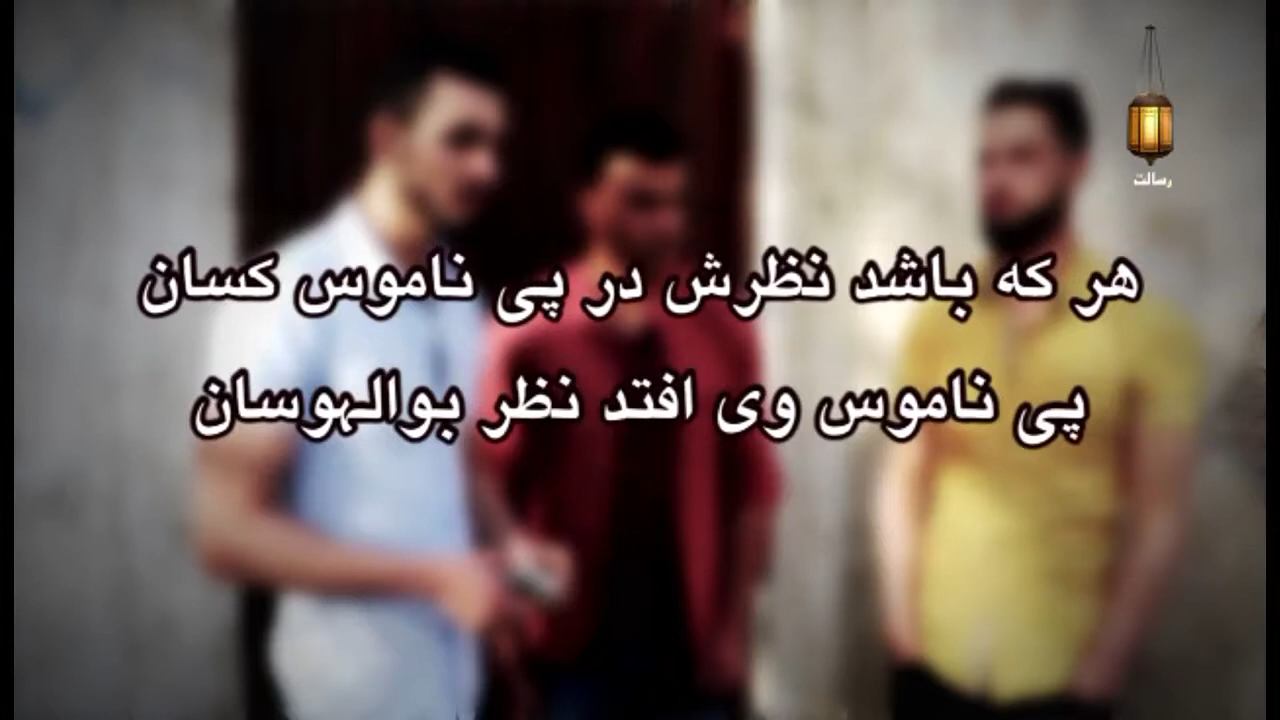 رسالت
هر که باشد نظرش در پی ناموس کسان
پی ناموس وی افتد نظر بوالهوسان